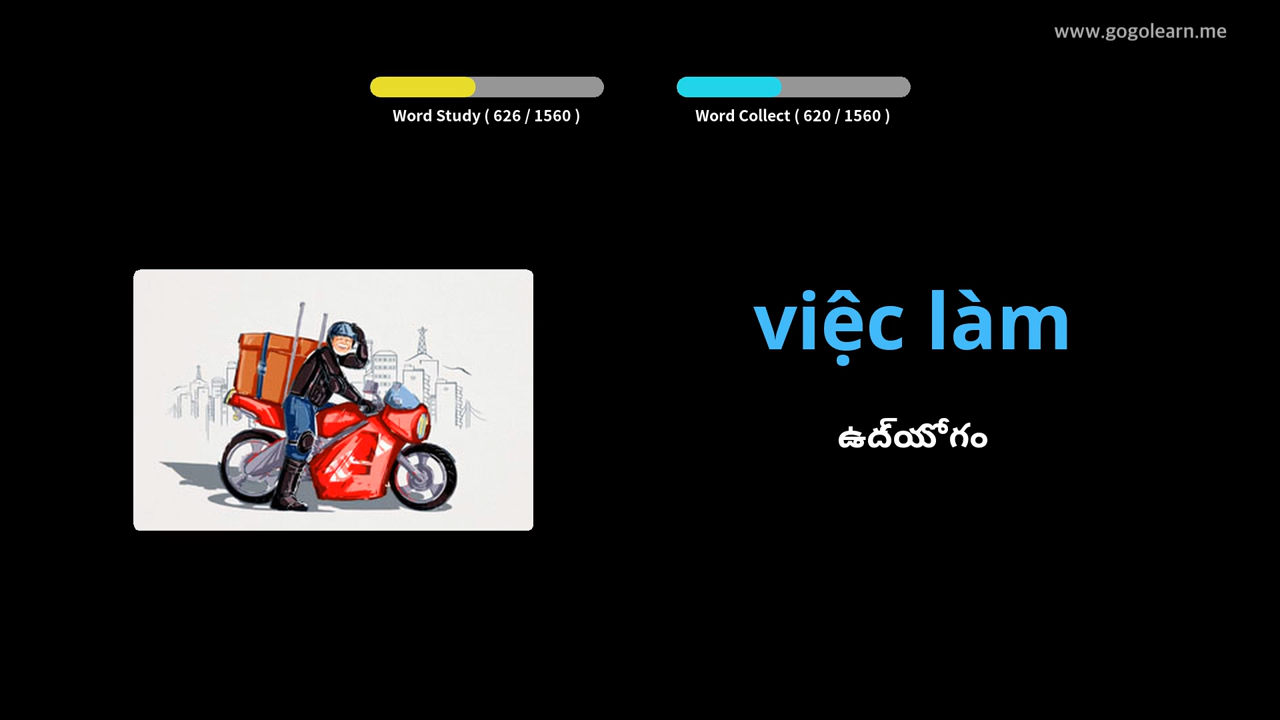 www.gogolearn.me
Word Study ( 626 / 1560 )
Word Collect ( 620 / 1560 )
việc làm
ఉద్యోగం